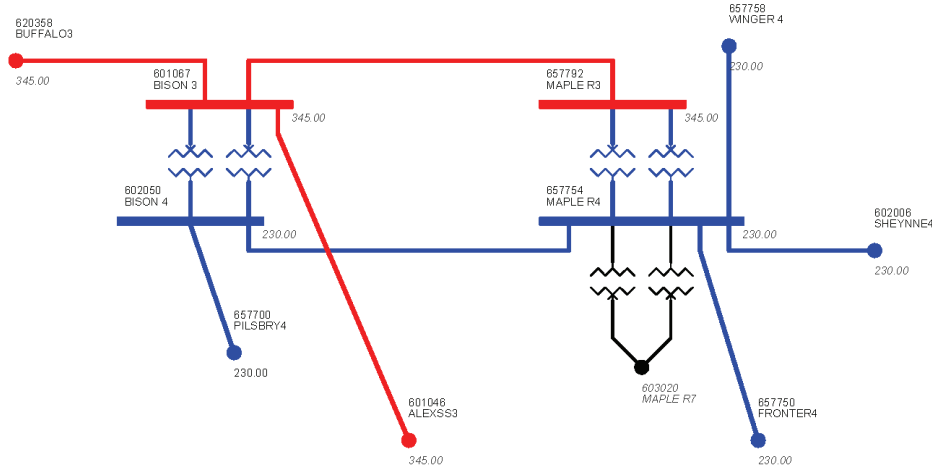 657758
WINGER 4
230.00
620358
BUFFALO3
345.00
601067
BISON 3
345.00
657792
MAPLE R3
345.00
602050
BISON 4
230.00
657754
MAPLE R4
230.00
602006
SHEYNNE4
230.00
657700
PILSBRY4
230.00
603020
MAPLE R7
601046
ALEXSS3
345.00
657750
FRONTER4
230.00